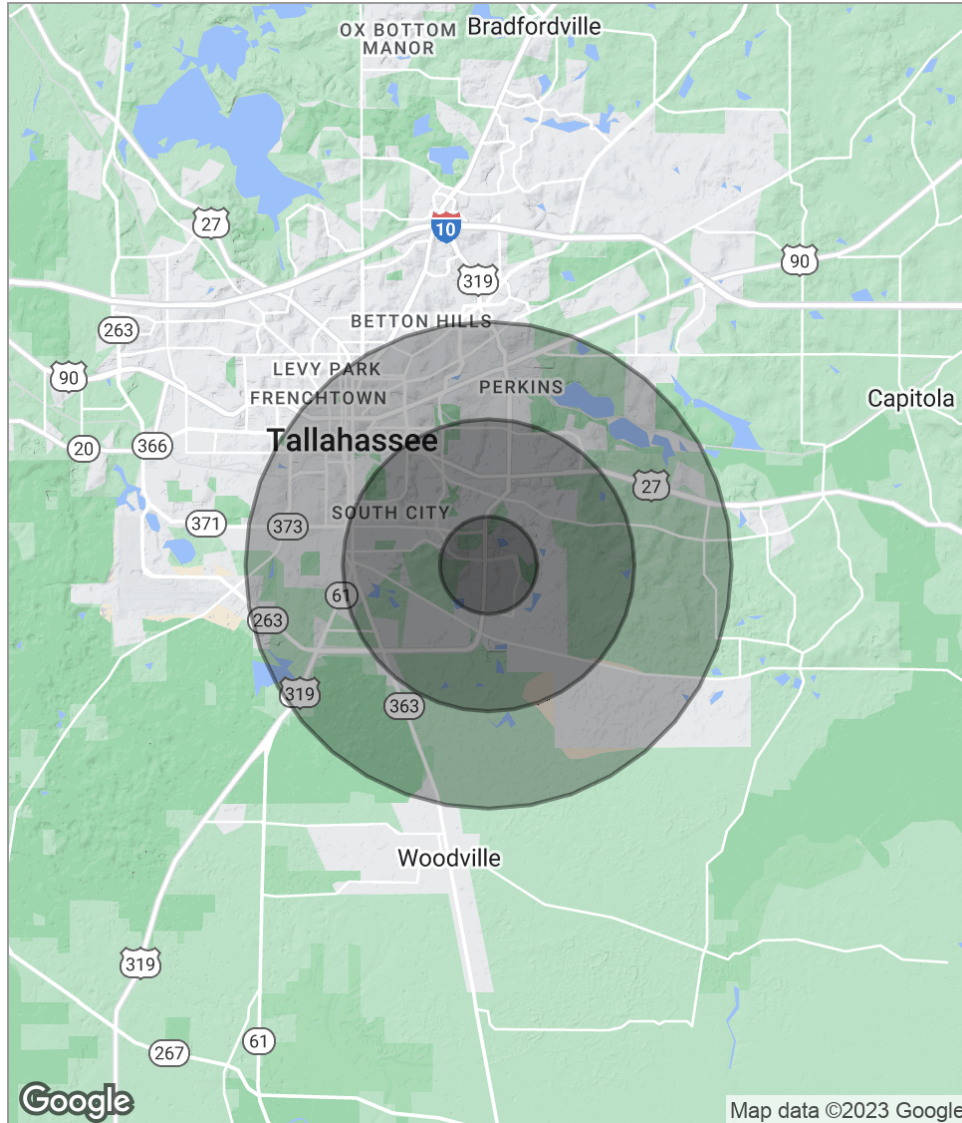 OX BOTTOM
MANOR
Bradfordville
27
10
90
319
263
BETTON HILLS
LEVY PARK
90
PERKINS
FRENCHTOWN
Capitola
Tallahassee
20
366
27
SOUTH CITY
371
373
61
263
319
363
Woodville
319
61
267
Google
Map data ©2023 Google